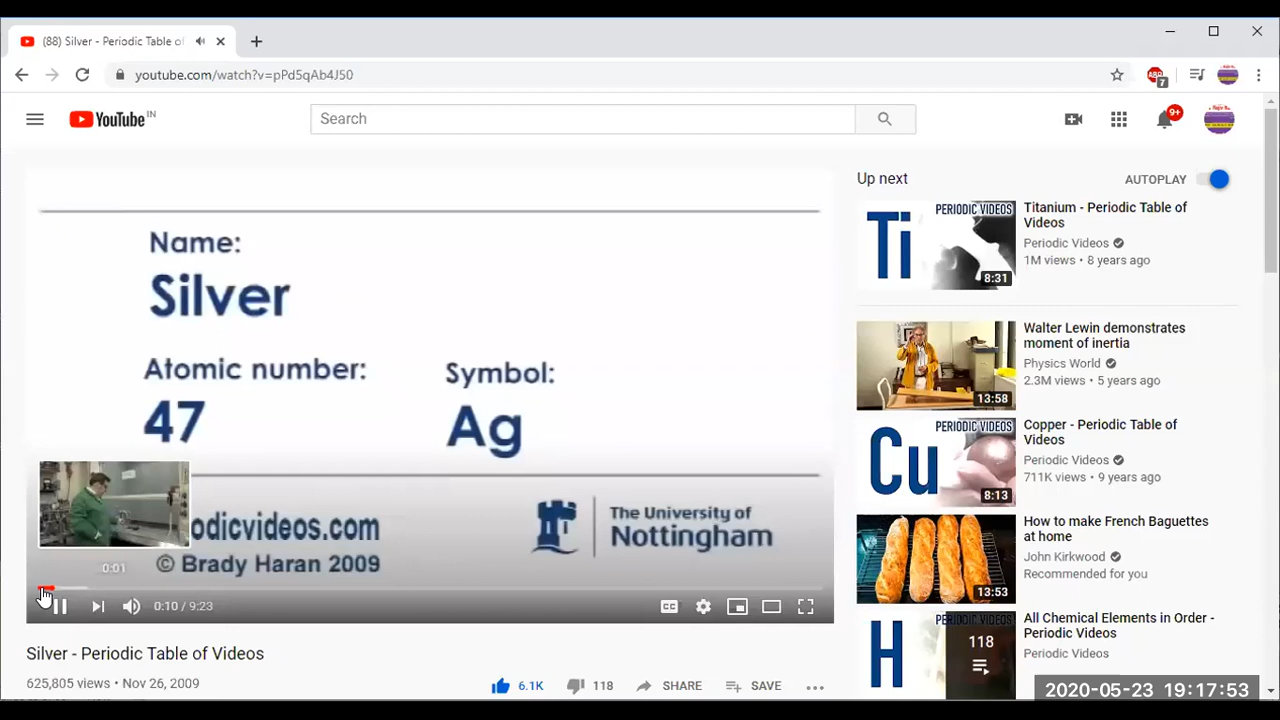 (88) Silver - Periodic Table of
youtube.com/watch?v=pPd5qAb4J50
ABP
7
YouTube IN
Search
9+
Name:
Silver
Atomic number:
47
Symbol:
Ag
odicvideos.com
© Brady Haran 2009
The University of
Nottingham
0:01
0:10 / 9:23
CC
Silver - Periodic Table of Videos
625,805 views • Nov 26, 2009
6.1K
118
SHARE
SAVE
Up next
AUTOPLAY
PERIODIC VIDEOS
Ti
8:31
Titanium - Periodic Table of
Videos
Periodic Videos
1M views • 8 years ago
13:58
Walter Lewin demonstrates
moment of inertia
Physics World
2.3M views • 5 years ago
PERIODIC VIDEOS
Cu
8:13
Copper - Periodic Table of
Videos
Periodic Videos
711K views • 9 years ago
13:53
How to make French Baguettes
at home
John Kirkwood
Recommended for you
PERIODIC VIDEOS
H
118
All Chemical Elements in Order -
Periodic Videos
Periodic Videos
2020-05-23 19:17:53